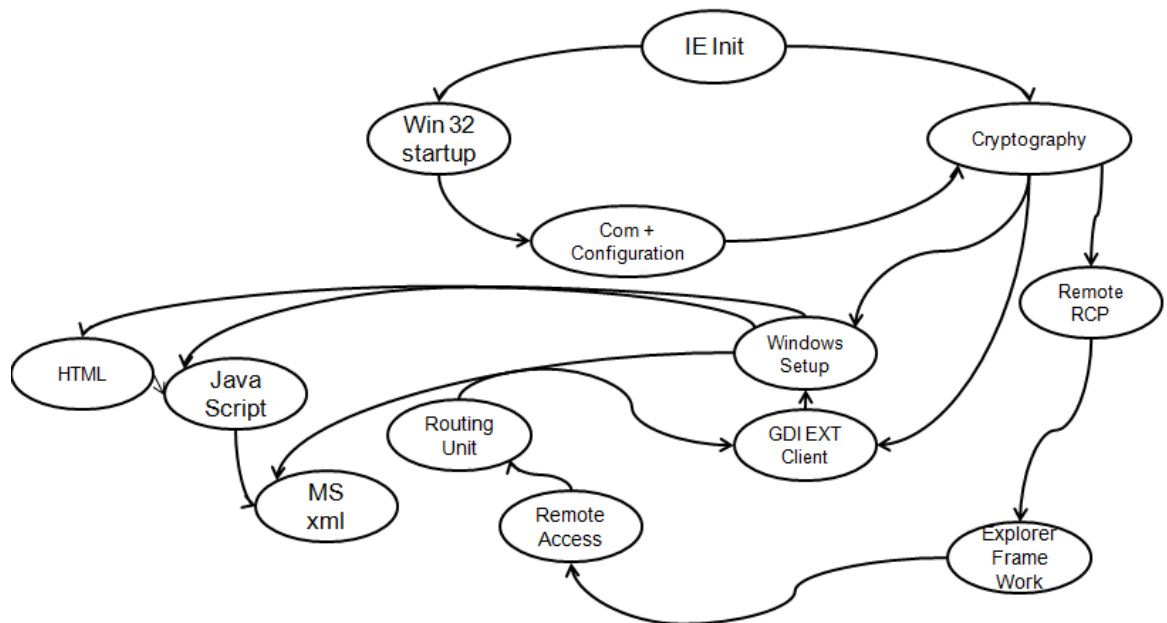 IE Init
Win 32
startup
Cryptography
Com +
Configuration
Remote
RCP
Windows
Setup
HTML
Java
Script
Routing
Unit
GDI EXT
Client
MS
xml
Remote
Access
Explorer
Frame
Work